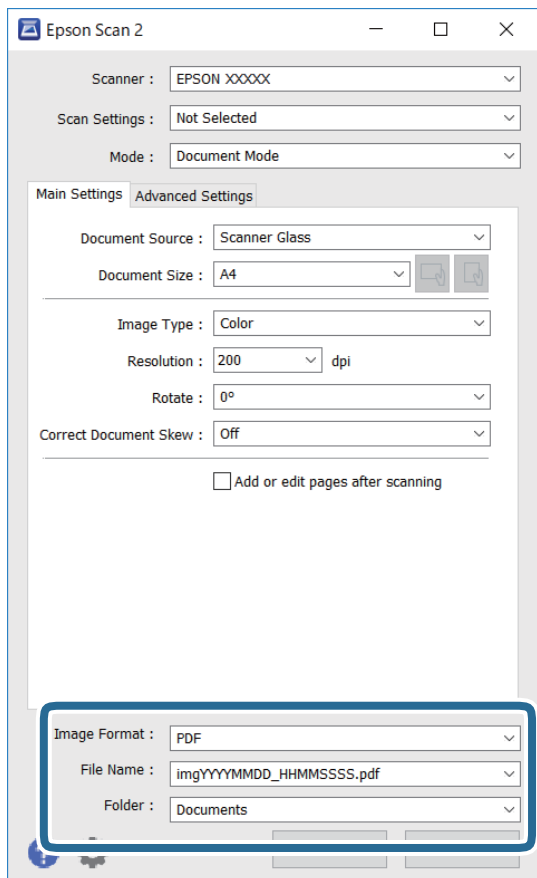 Epson Scan 2
Scanner : EPSON XXXXX
Scan Settings : Not Selected
Mode : Document Mode
Main Settings Advanced Settings
Document Source : Scanner Glass
Document Size : A4
Image Type : Color
Resolution : 200 dpi
Rotate : 0°
Correct Document Skew : Off
Add or edit pages after scanning
Image Format : PDF
File Name : imgYYYYMMDD_HHMMSSSS.pdf
Folder : Documents